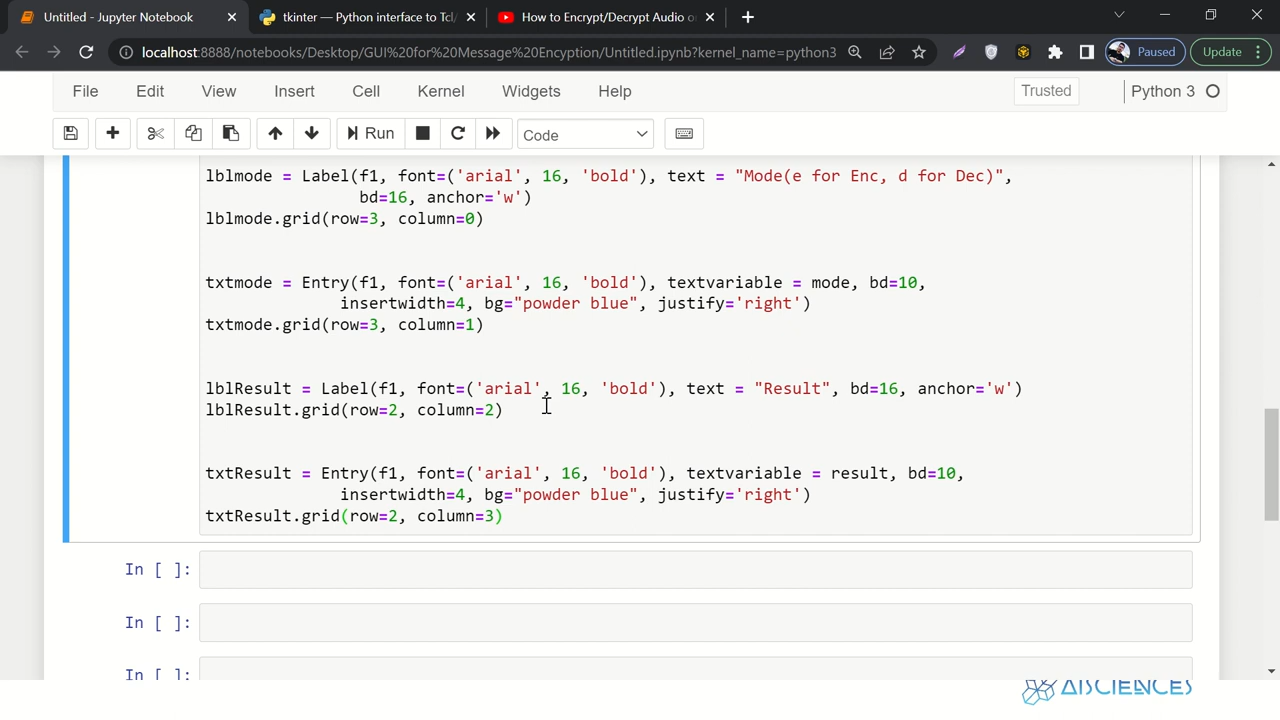 Untitled - Jupyter Notebook
tkinter — Python interface to Tcl/
How to Encrypt/Decrypt Audio o
localhost:8888/notebooks/Desktop/GUI%20for%20Message%20Encyption/Untitled.ipynb?kernel_name=python3
Paused
Update
File Edit View Insert Cell Kernel Widgets Help
Trusted
Python 3
Run
Code
lblmode = Label(f1, font=('arial', 16, 'bold'), text = "Mode(e for Enc, d for Dec)",
bd=16, anchor='w')
lblmode.grid(row=3, column=0)
txtmode = Entry(f1, font=('arial', 16, 'bold'), textvariable = mode, bd=10,
insertwidth=4, bg="powder blue", justify='right')
txtmode.grid(row=3, column=1)
lblResult = Label(f1, font=('arial', 16, 'bold'), text = "Result", bd=16, anchor='w')
lblResult.grid(row=2, column=2)
txtResult = Entry(f1, font=('arial', 16, 'bold'), textvariable = result, bd=10,
insertwidth=4, bg="powder blue", justify='right')
txtResult.grid(row=2, column=3)
In [ ]:
In [ ]:
In [ ]:
AISCIENCES